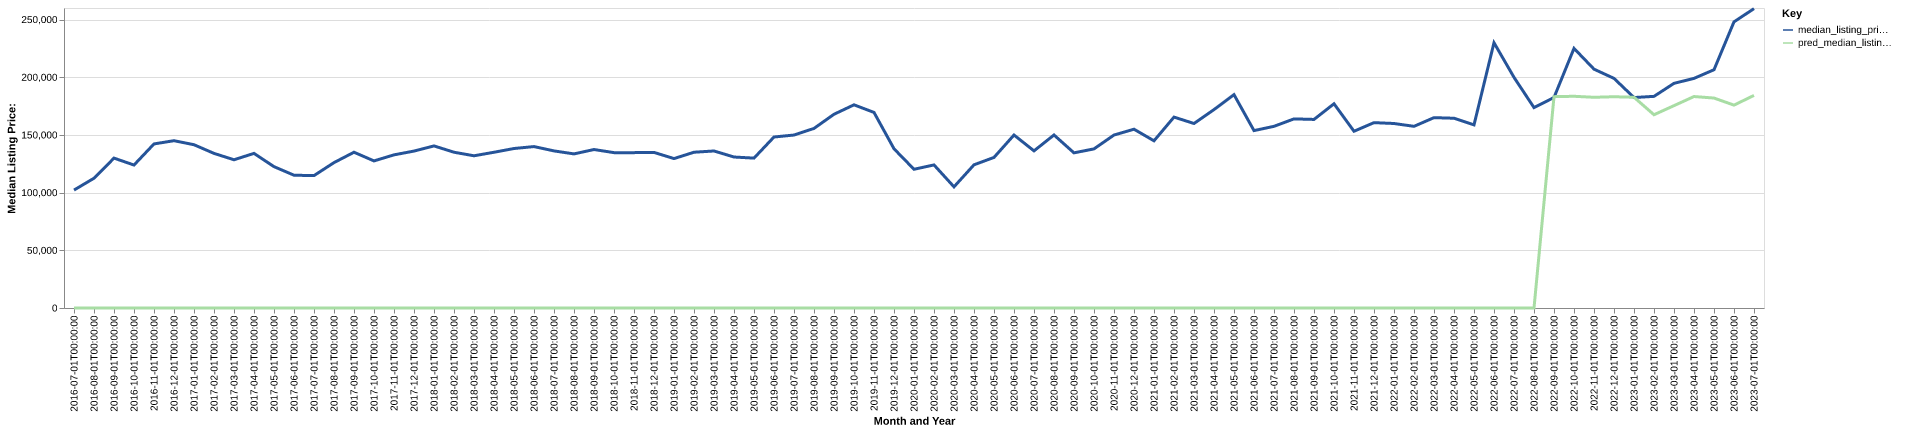 250,000
200,000
150,000
100,000
50,000
0
Median Listing Price:
2016-07-01T00:00:00
2016-08-01T00:00:00
2016-09-01T00:00:00
2016-10-01T00:00:00
2016-11-01T00:00:00
2016-12-01T00:00:00
2017-01-01T00:00:00
2017-02-01T00:00:00
2017-03-01T00:00:00
2017-04-01T00:00:00
2017-05-01T00:00:00
2017-06-01T00:00:00
2017-07-01T00:00:00
2017-08-01T00:00:00
2017-09-01T00:00:00
2017-10-01T00:00:00
2017-11-01T00:00:00
2017-12-01T00:00:00
2018-01-01T00:00:00
2018-02-01T00:00:00
2018-03-01T00:00:00
2018-04-01T00:00:00
2018-05-01T00:00:00
2018-06-01T00:00:00
2018-07-01T00:00:00
2018-08-01T00:00:00
2018-09-01T00:00:00
2018-10-01T00:00:00
2018-11-01T00:00:00
2018-12-01T00:00:00
2019-01-01T00:00:00
2019-02-01T00:00:00
2019-03-01T00:00:00
2019-04-01T00:00:00
2019-05-01T00:00:00
2019-06-01T00:00:00
2019-07-01T00:00:00
2019-08-01T00:00:00
2019-09-01T00:00:00
2019-10-01T00:00:00
2019-11-01T00:00:00
2019-12-01T00:00:00
2020-01-01T00:00:00
2020-02-01T00:00:00
2020-03-01T00:00:00
2020-04-01T00:00:00
2020-05-01T00:00:00
2020-06-01T00:00:00
2020-07-01T00:00:00
2020-08-01T00:00:00
2020-09-01T00:00:00
2020-10-01T00:00:00
2020-11-01T00:00:00
2020-12-01T00:00:00
2021-01-01T00:00:00
2021-02-01T00:00:00
2021-03-01T00:00:00
2021-04-01T00:00:00
2021-05-01T00:00:00
2021-06-01T00:00:00
2021-07-01T00:00:00
2021-08-01T00:00:00
2021-09-01T00:00:00
2021-10-01T00:00:00
2021-11-01T00:00:00
2021-12-01T00:00:00
2022-01-01T00:00:00
2022-02-01T00:00:00
2022-03-01T00:00:00
2022-04-01T00:00:00
2022-05-01T00:00:00
2022-06-01T00:00:00
2022-07-01T00:00:00
2022-08-01T00:00:00
2022-09-01T00:00:00
2022-10-01T00:00:00
2022-11-01T00:00:00
2022-12-01T00:00:00
2023-01-01T00:00:00
2023-02-01T00:00:00
2023-03-01T00:00:00
2023-04-01T00:00:00
2023-05-01T00:00:00
2023-06-01T00:00:00
2023-07-01T00:00:00
Month and Year
Key
median_listing_pri…
pred_median_listin…